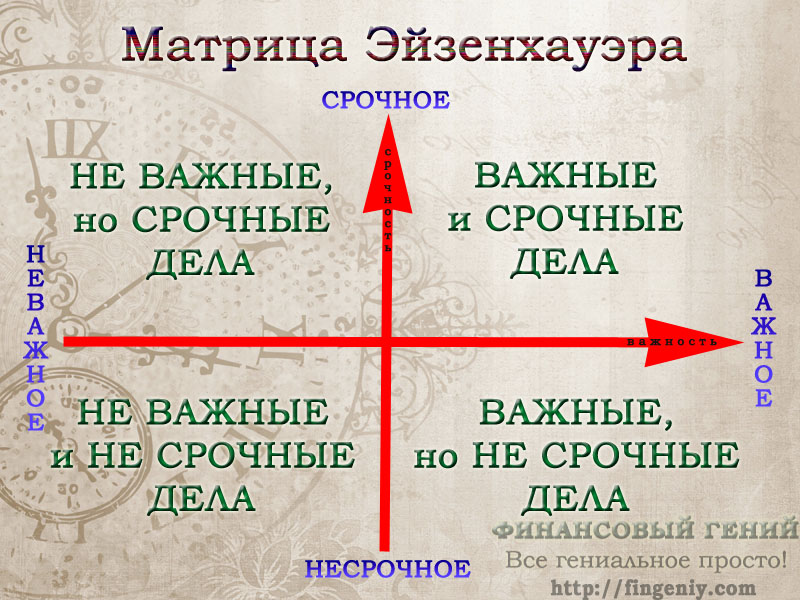 Матрица Эйзенхауэра
СРОЧНОЕ
срочность
НЕ ВАЖНЫЕ,
но СРОЧНЫЕ
ДЕЛА
ВАЖНЫЕ
и СРОЧНЫЕ
ДЕЛА
НЕВАЖНОЕ
важность
ВАЖНОЕ
НЕ ВАЖНЫЕ
и НЕ СРОЧНЫЕ
ДЕЛА
ВАЖНЫЕ,
но НЕ СРОЧНЫЕ
ДЕЛА
НЕСРОЧНОЕ
ФИНАНСОВЫЙ ГЕНИЙ
Все гениальное просто!
http://fingeniy.com